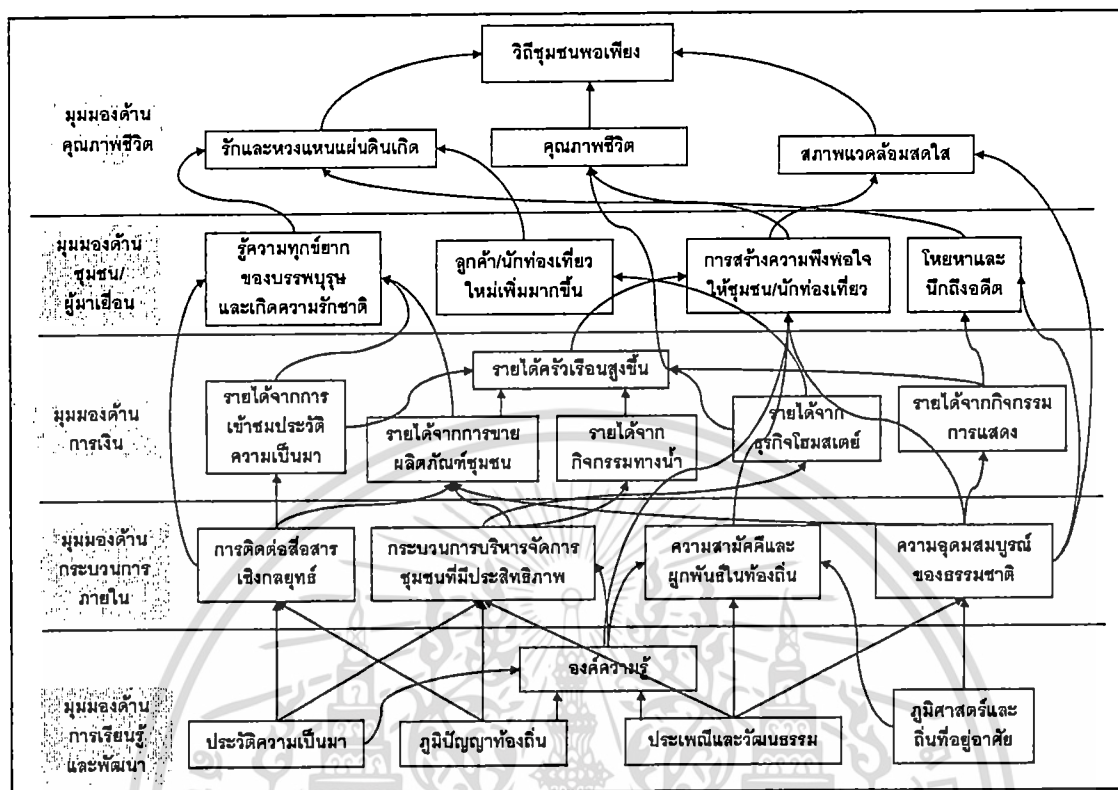 วิถีชุมชนพอเพียง
มุมมองด้าน
คุณภาพชีวิต
รักและหวงแหนแผ่นดินเกิด
คุณภาพชีวิต
สภาพแวดล้อมสดใส
มุมมองด้าน
ชุมชน/
ผู้มาเยือน
รู้ความทุกข์ยาก
ของบรรพบุรุษ
และเกิดความรักชาติ
ลูกค้า/นักท่องเที่ยว
ใหม่เพิ่มมากขึ้น
การสร้างความพึงพอใจ
ให้ชุมชน/นักท่องเที่ยว
โหยหาและ
นึกถึงอดีต
มุมมองด้าน
การเงิน
รายได้ครัวเรือนสูงขึ้น
รายได้จากการ
เข้าชมประวัติ
ความเป็นมา
รายได้จากการขาย
ผลิตภัณฑ์ชุมชน
รายได้จาก
กิจกรรมทางน้ำ
รายได้จาก
ธุรกิจโฮมสเตย์
รายได้จากกิจกรรม
การแสดง
มุมมองด้าน
กระบวนการ
ภายใน
การติดต่อสื่อสาร
เชิงกลยุทธ์
กระบวนการบริหารจัดการ
ชุมชนที่มีประสิทธิภาพ
ความสามัคคีและ
ผูกพันธ์ในท้องถิ่น
ความอุดมสมบูรณ์
ของธรรมชาติ
มุมมองด้าน
การเรียนรู้
และพัฒนา
องค์ความรู้
ประวัติความเป็นมา
ภูมิปัญญาท้องถิ่น
ประเพณีและวัฒนธรรม
ภูมิศาสตร์และ
ถิ่นที่อยู่อาศัย